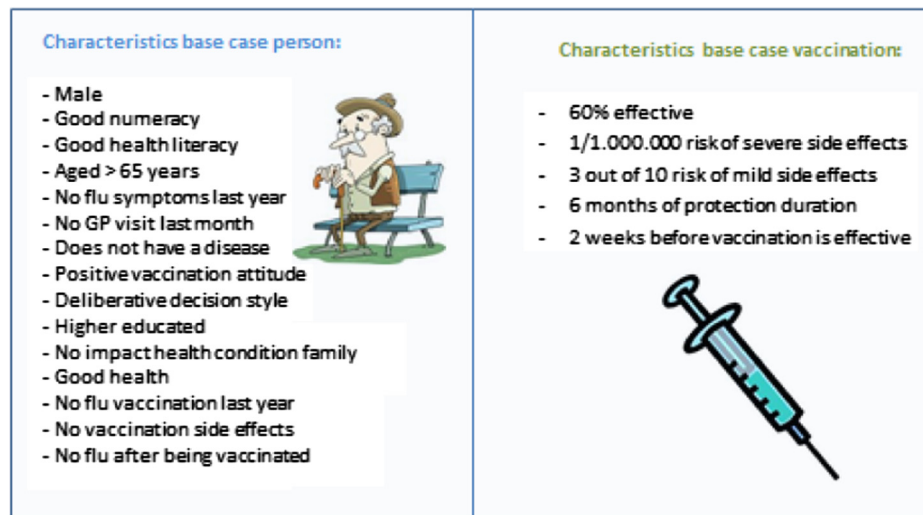 Characteristics base case person:
- Male
- Good numeracy
- Good health literacy
- Aged > 65 years
- No flu symptoms last year
- No GP visit last month
- Does not have a disease
- Positive vaccination attitude
- Deliberative decision style
- Higher educated
- No impact health condition family
- Good health
- No flu vaccination last year
- No vaccination side effects
- No flu after being vaccinated
Characteristics base case vaccination:
- 60% effective
- 1/1.000.000 risk of severe side effects
- 3 out of 10 risk of mild side effects
- 6 months of protection duration
- 2 weeks before vaccination is effective